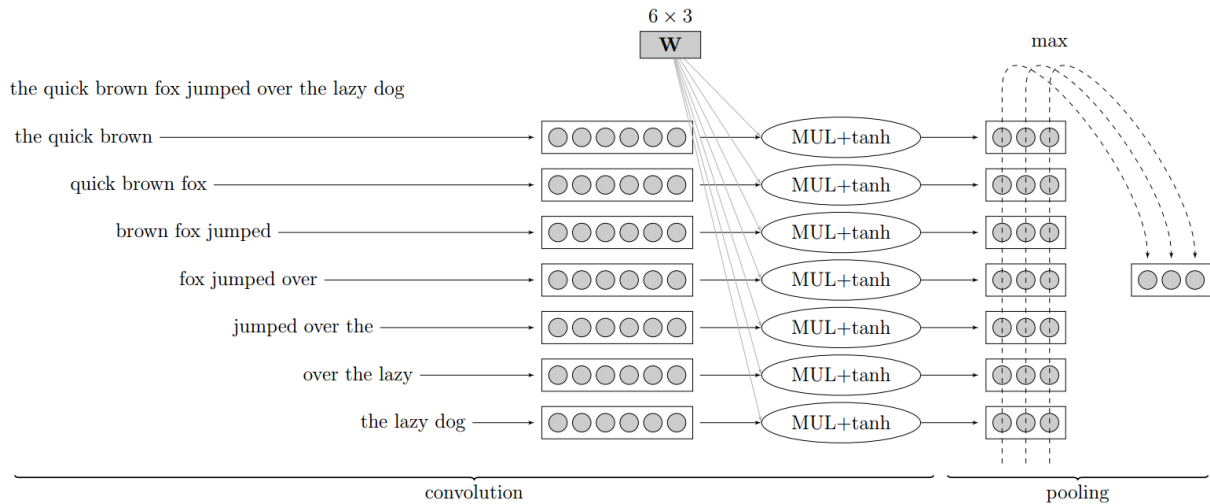 6 × 3
W
max
the quick brown fox jumped over the lazy dog
the quick brown
MUL+tanh
quick brown fox
MUL+tanh
brown fox jumped
MUL+tanh
fox jumped over
MUL+tanh
jumped over the
MUL+tanh
over the lazy
MUL+tanh
the lazy dog
MUL+tanh
convolution
pooling